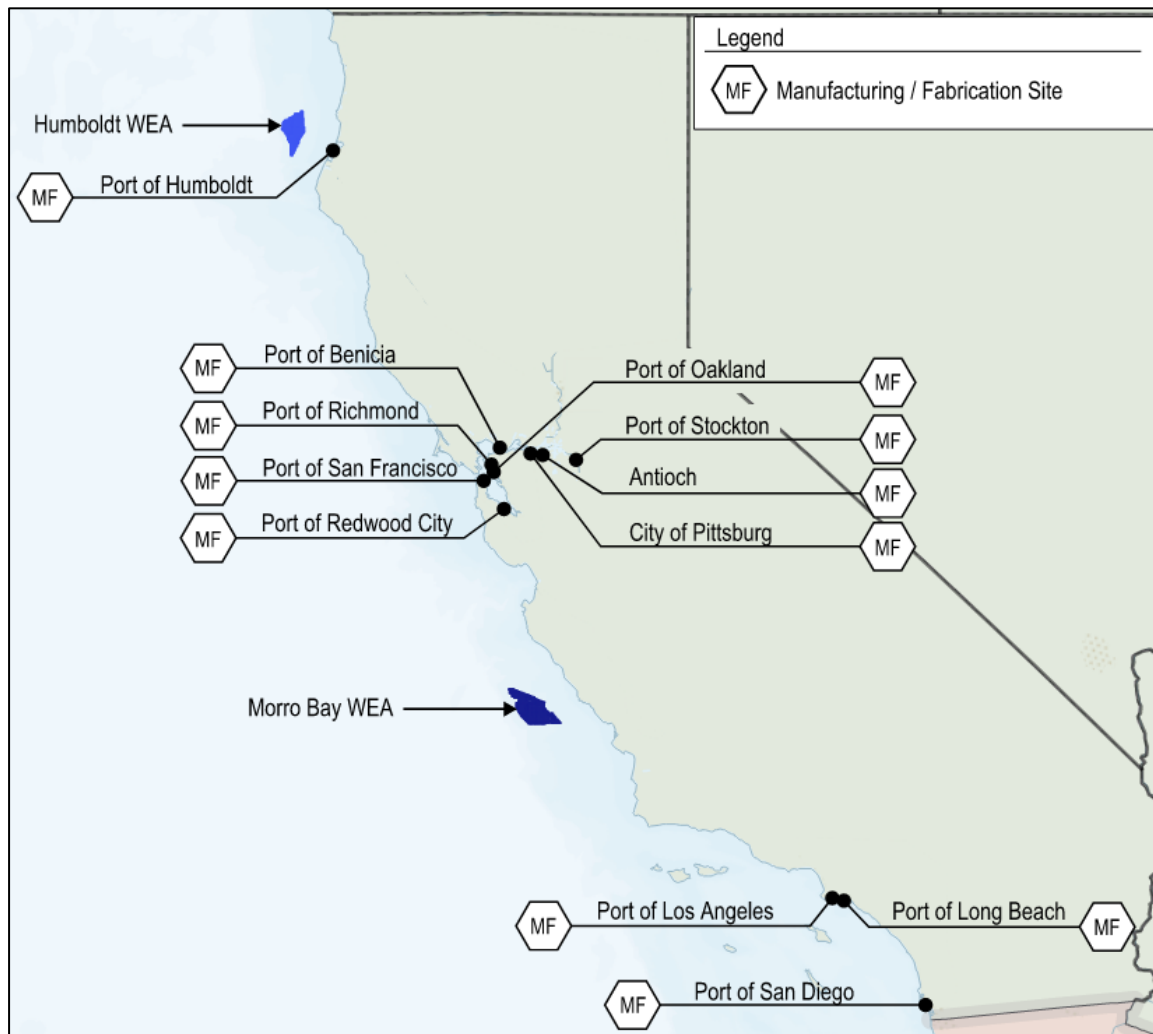 Legend
MF Manufacturing / Fabrication Site
Humboldt WEA
MF Port of Humboldt
MF Port of Benicia
Port of Oakland MF
MF Port of Richmond
Port of Stockton MF
MF Port of San Francisco
Antioch MF
MF Port of Redwood City
City of Pittsburg MF
Morro Bay WEA
MF Port of Los Angeles
Port of Long Beach MF
MF Port of San Diego